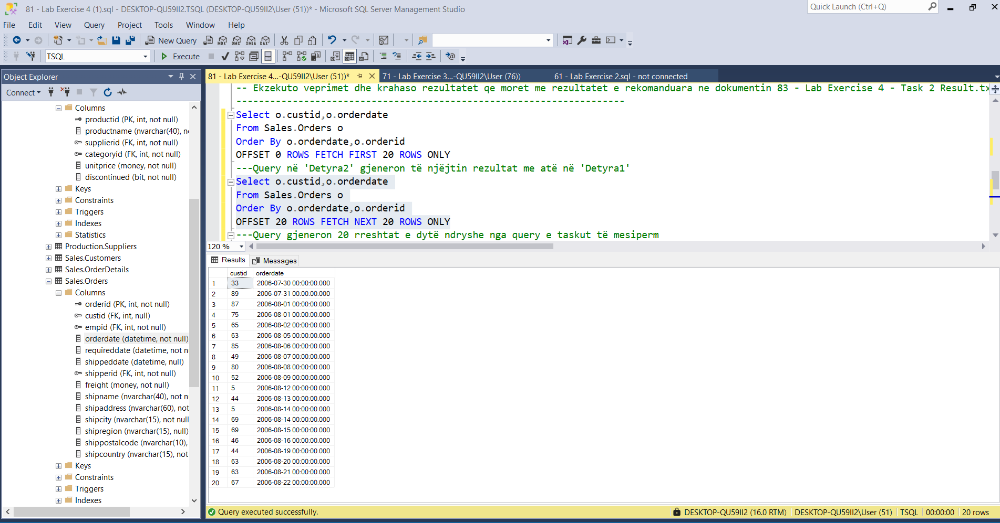 81 - Lab Exercise 4 (1).sql - DESKTOP-QU59II2.TSQL (DESKTOP-QU59II2\User (51))* - Microsoft SQL Server Management Studio
Quick Launch (Ctrl+Q)
File Edit View Query Project Tools Window Help
New Query MDX DMX XMLA DAX
TSQL Execute
Object Explorer
Connect
Columns
productid (PK, int, not null)
productname (nvarchar(40), n
supplierid (FK, int, not null)
categoryid (FK, int, not null)
unitprice (money, not null)
discontinued (bit, not null)
Keys
Constraints
Triggers
Indexes
Statistics
Production.Suppliers
Sales.Customers
Sales.OrderDetails
Sales.Orders
Columns
orderid (PK, int, not null)
custid (FK, int, null)
empid (FK, int, not null)
orderdate (datetime, not null)
requireddate (datetime, not n
shippeddate (datetime, null)
shipperid (FK, int, not null)
freight (money, not null)
shipname (nvarchar(40), not n
shipaddress (nvarchar(60), not
shipcity (nvarchar(15), not null
shipregion (nvarchar(15), null)
shippostalcode (nvarchar(10),
shipcountry (nvarchar(15), not
Keys
Constraints
Triggers
Indexes
81 - Lab Exercise 4...-QU59II2\User (51))* 71 - Lab Exercise 3...-QU59II2\User (76)) 61 - Lab Exercise 2.sql - not connected
-- Ekzekuto veprimet dhe krahaso rezultatet qe moret me rezultatet e rekomanduara ne dokumentin 83 - Lab Exercise 4 - Task 2 Result.tx
---------------------------------------------------------------------
Select o.custid,o.orderdate
From Sales.Orders o
Order By o.orderdate,o.orderid
OFFSET 0 ROWS FETCH FIRST 20 ROWS ONLY
---Query në 'Detyra2' gjeneron të njëjtin rezultat me atë në 'Detyra1'
Select o.custid,o.orderdate
From Sales.Orders o
Order By o.orderdate,o.orderid
OFFSET 20 ROWS FETCH NEXT 20 ROWS ONLY
---Query gjeneron 20 rreshtat e dytë ndryshe nga query e taskut të mesiperm
120 %
Results Messages
custid orderdate
1 33 2006-07-30 00:00:00.000
2 89 2006-07-31 00:00:00.000
3 87 2006-08-01 00:00:00.000
4 75 2006-08-01 00:00:00.000
5 65 2006-08-02 00:00:00.000
6 63 2006-08-05 00:00:00.000
7 85 2006-08-06 00:00:00.000
8 49 2006-08-07 00:00:00.000
9 80 2006-08-08 00:00:00.000
10 52 2006-08-09 00:00:00.000
11 5 2006-08-12 00:00:00.000
12 44 2006-08-13 00:00:00.000
13 5 2006-08-14 00:00:00.000
14 69 2006-08-14 00:00:00.000
15 69 2006-08-15 00:00:00.000
16 46 2006-08-16 00:00:00.000
17 44 2006-08-19 00:00:00.000
18 63 2006-08-20 00:00:00.000
19 63 2006-08-21 00:00:00.000
20 67 2006-08-22 00:00:00.000
Query executed successfully. DESKTOP-QU59II2 (16.0 RTM) DESKTOP-QU59II2\User (51) TSQL 00:00:00 20 rows